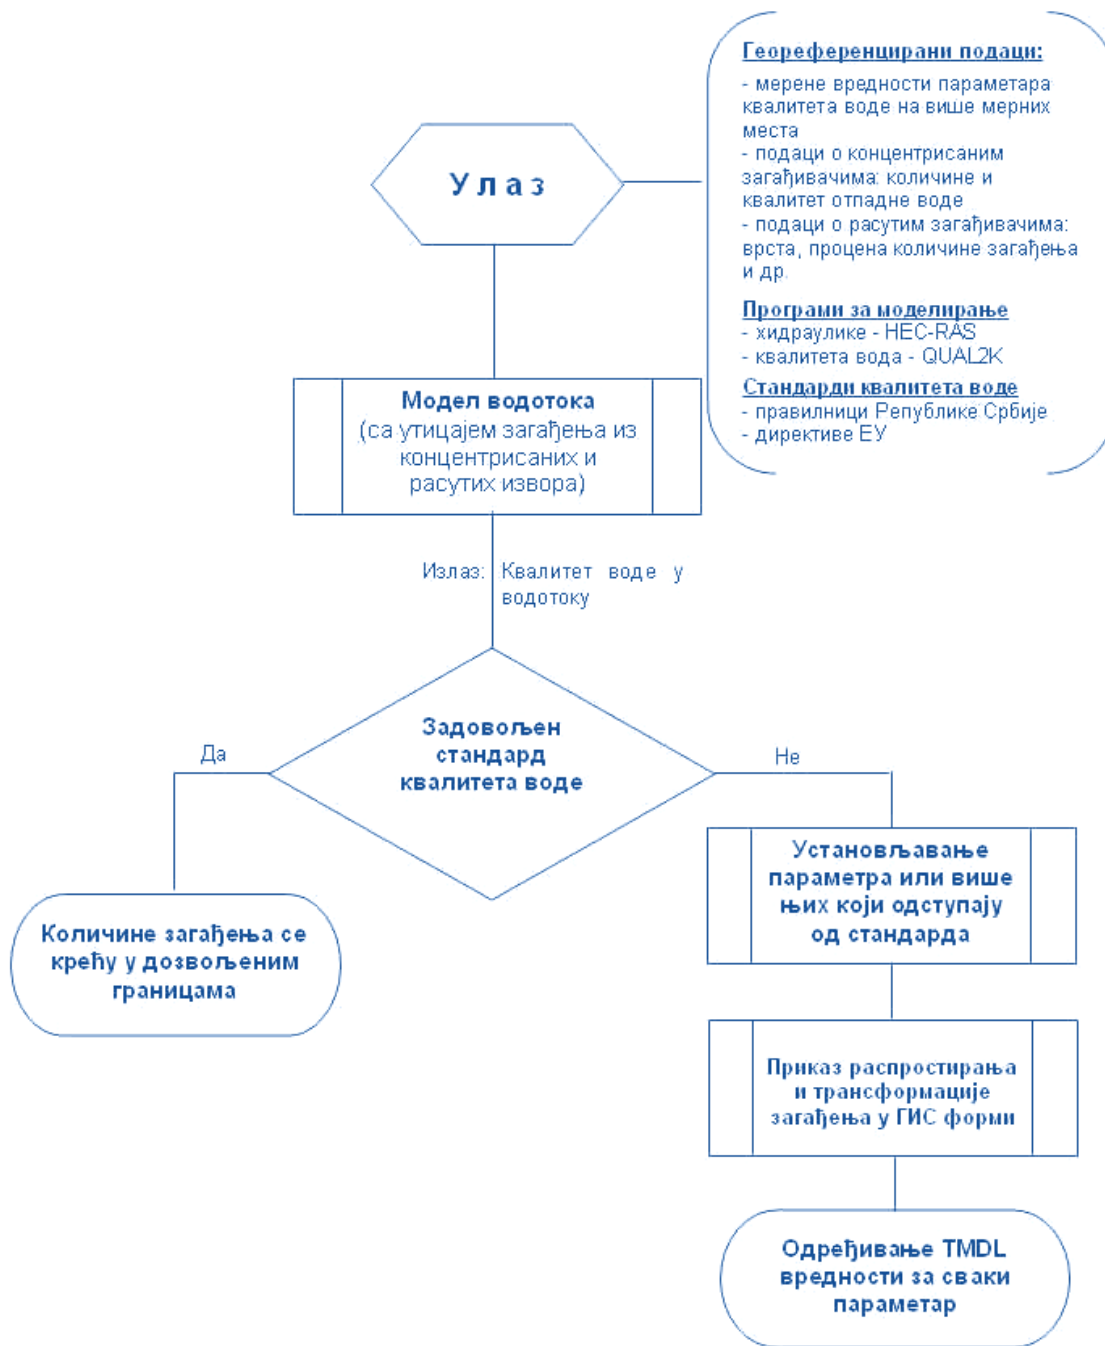 Улаз
Геореференцирани подаци:
- мерене вредности параметара
квалитета воде на више мерних
места
- подаци о концентрисаним
загађивачима: количине и
квалитет отпадне воде
- подаци о расутим загађивачима:
врста, процена количине загађења
и др.
Програми за моделирање
- хидраулике - HEC-RAS
- квалитета вода - QUAL2K
Стандарди квалитета воде
- правилници Републике Србије
- директиве ЕУ
Модел водотока
(са утицајем загађења из
концентрисаних и
расутих извора)
Излаз: Квалитет воде у
водотоку
Задовољен
стандард
квалитета воде
Да
Не
Количине загађења се
крећу у дозвољеним
границама
Установљавање
параметра или више
њих који одступају
од стандарда
Приказ распростирања
и трансформације
загађења у ГИС форми
Одређивање TMDL
вредности за сваки
параметар